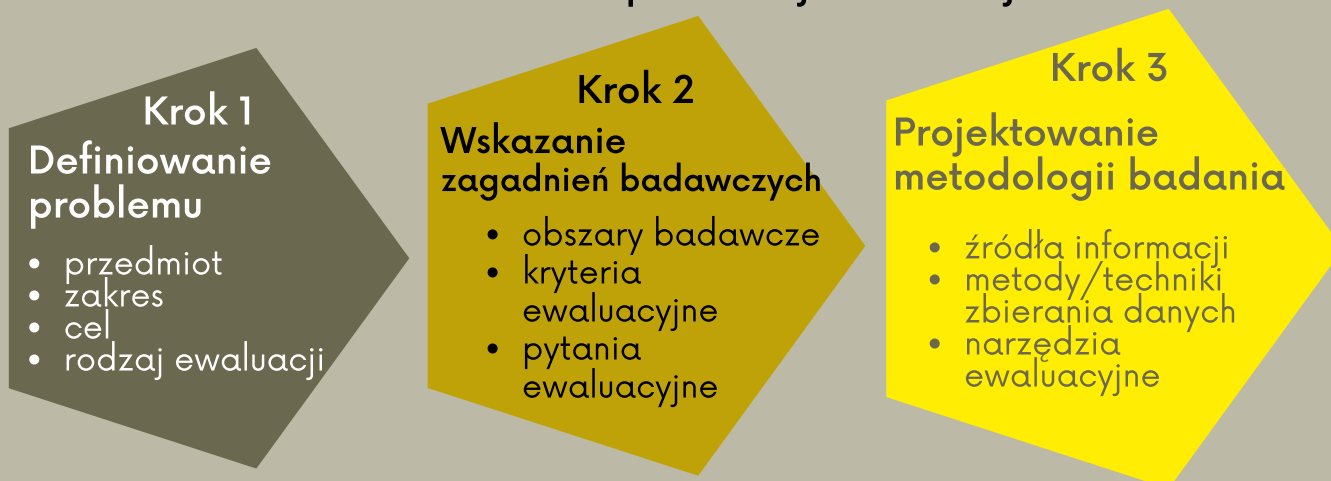 Krok 1
Definiowanie
problemu
• przedmiot
• zakres
• cel
• rodzaj ewaluacji
Krok 2
Wskazanie
zagadnień badawczych
• obszary badawcze
• kryteria
ewaluacyjne
• pytania
ewaluacyjne
Krok 3
Projektowanie
metodologii badania
• źródła informacji
• metody/techniki
zbierania danych
• narzędzia
ewaluacyjne